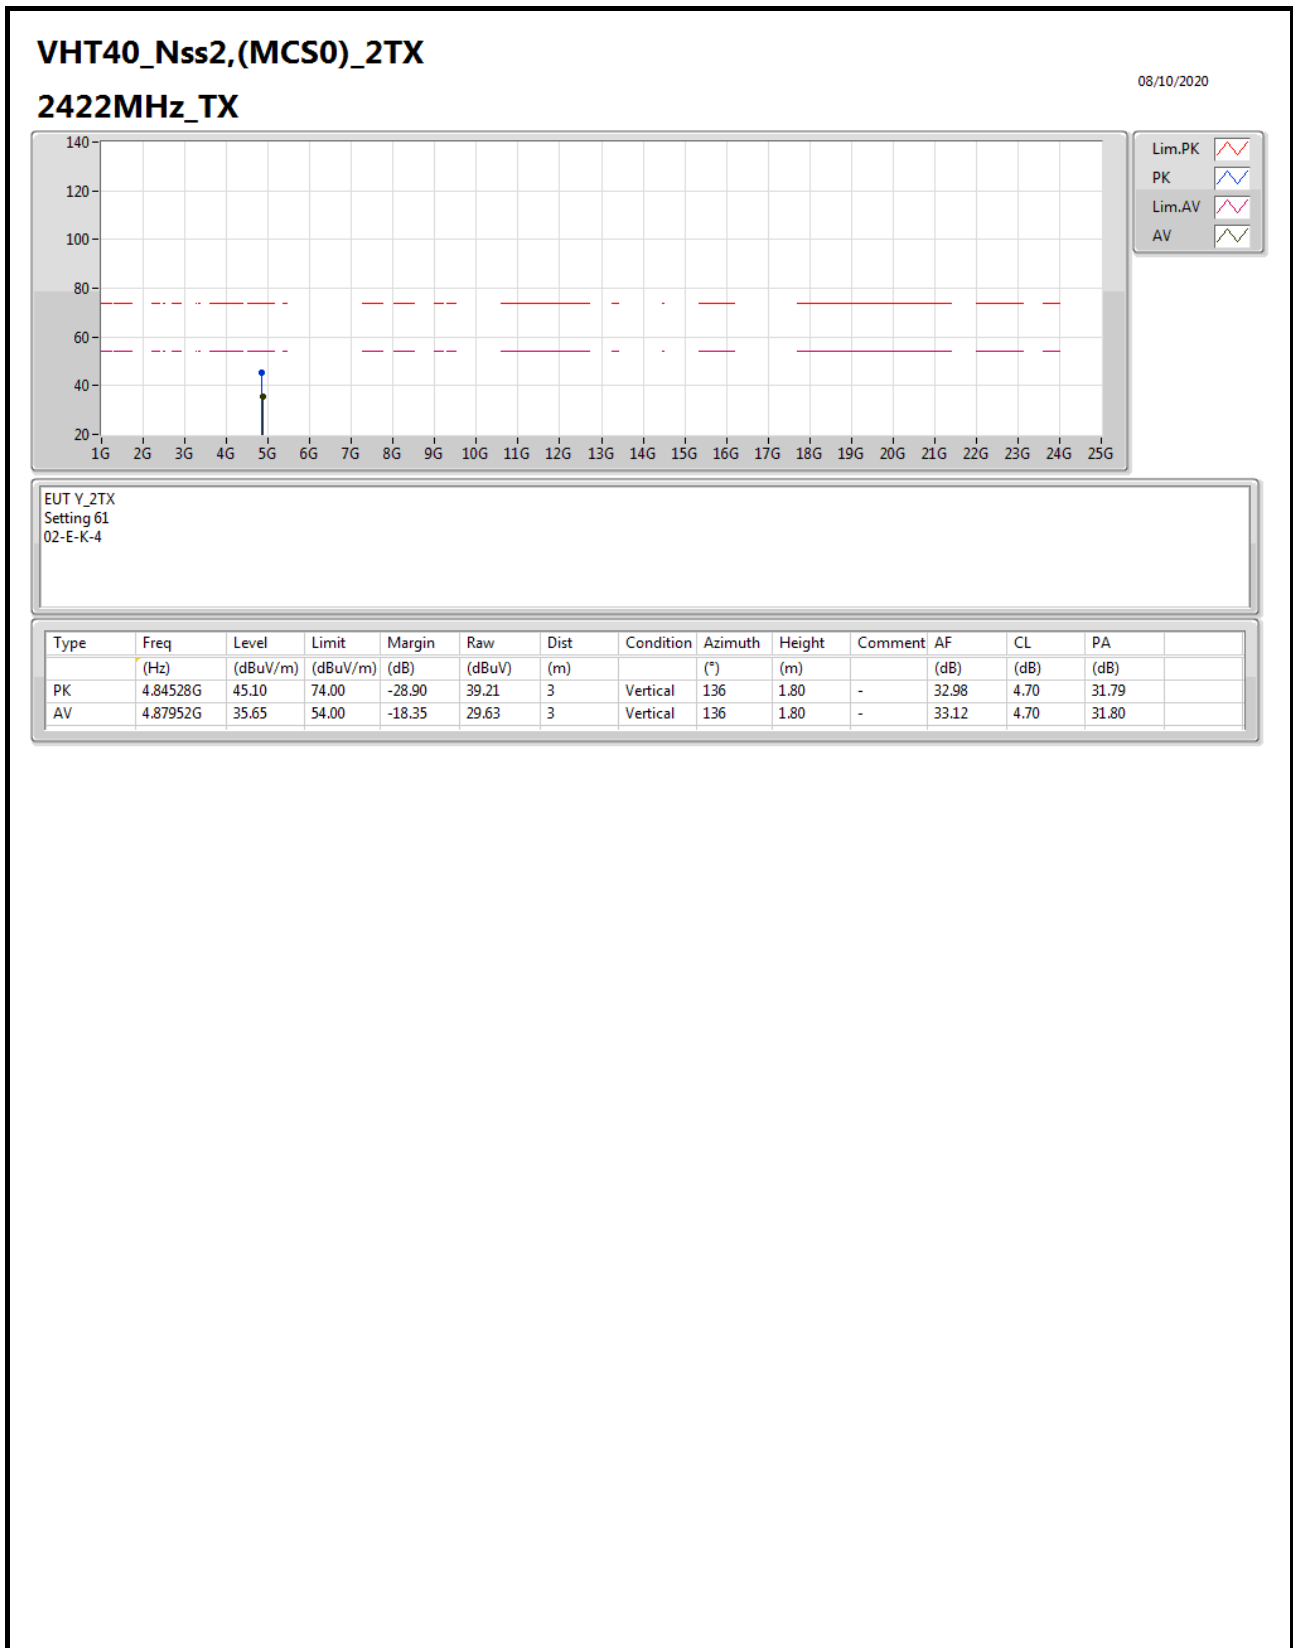 VHT40_Nss2,(MCS0)_2TX
08/10/2020
2422MHz_TX
140
120
100
80
60
40
20
1G 2G 3G 4G 5G 6G 7G 8G 9G 10G 11G 12G 13G 14G 15G 16G 17G 18G 19G 20G 21G 22G 23G 24G 25G
Lim.PK
PK
Lim.AV
AV
EUT Y_2TX
Setting 61
02-E-K-4
Type Freq Level Limit Margin Raw Dist Condition Azimuth Height Comment AF CL PA
(Hz) (dBuV/m) (dBuV/m) (dB) (dBuV) (m) (°) (m) (dB) (dB) (dB)
PK 4.84528G 45.10 74.00 -28.90 39.21 3 Vertical 136 1.80 - 32.98 4.70 31.79
AV 4.87952G 35.65 54.00 -18.35 29.63 3 Vertical 136 1.80 - 33.12 4.70 31.80